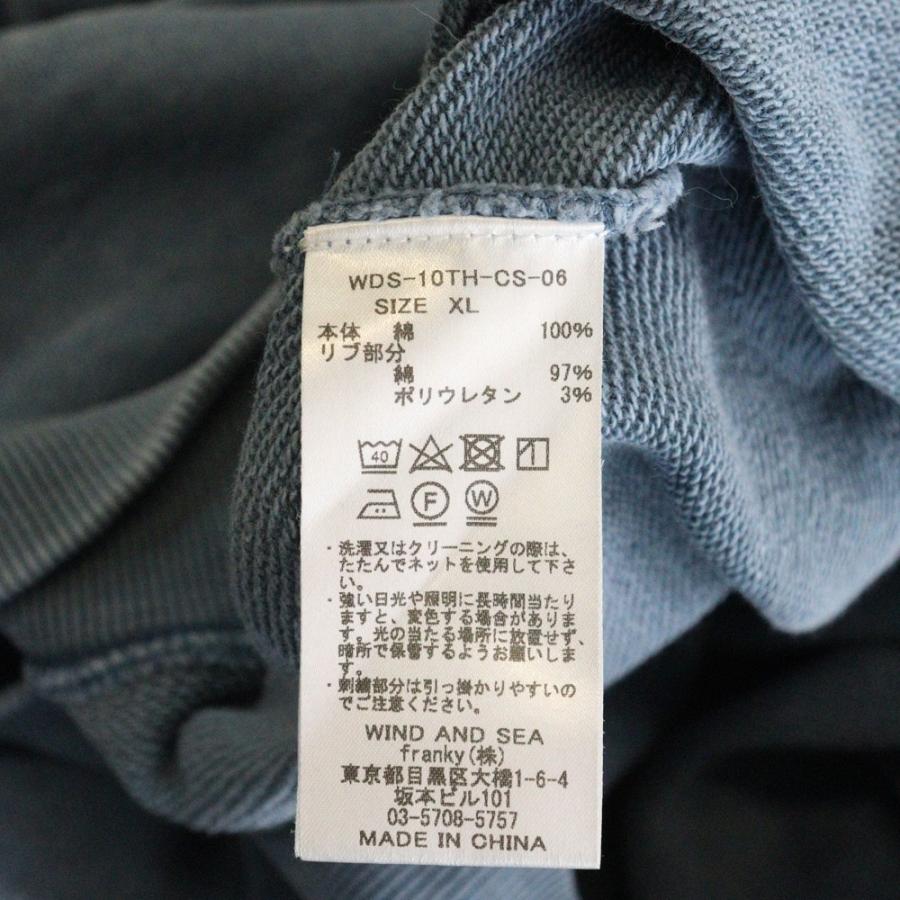 WDS-10TH-CS-06
SIZE XL
本体 綿 100%
リブ部分
綿 97%
ポリウレタン 3%
40
F W
・洗濯又はクリーニングの際は、
たたんでネットを使用して下さ
い。
・強い日光や照明に長時間当たり
ますと、変色する場合がありま
す。光の当たる場所に放置せず、
暗所で保管するようお願いしま
す。
・刺繍部分は引っ掛かりやすいの
でご注意ください。
WIND AND SEA
franky(株)
東京都目黒区大橋1-6-4
坂本ビル101
03-5708-5757
MADE IN CHINA